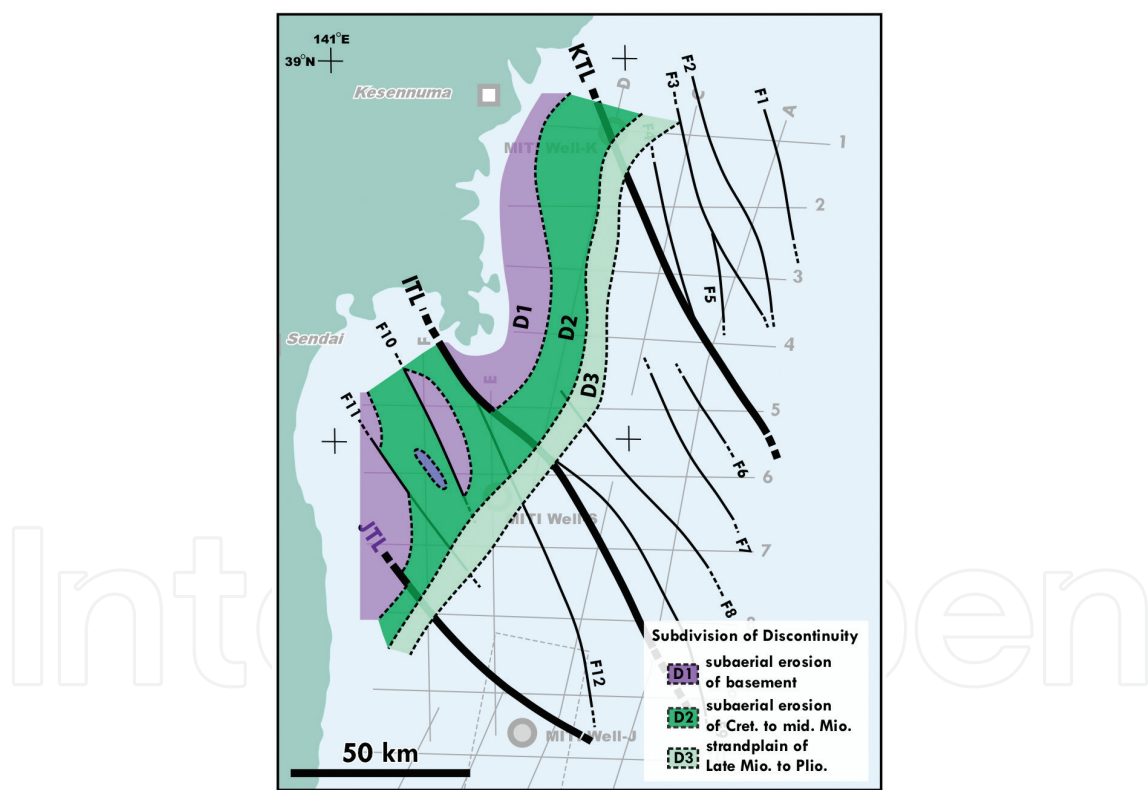 141°E
39°N
Kesennuma
KTL
D
F3
F2
C
F1
A
1
MITI Well-K
F4
2
3
ITL
F5
D1
D2
F10
Sendai
F
4
E
D3
F11
5
F6
6
MITI Well-S
JTL
F7
7
F8
F12
MITI Well-J
50 km
Subdivision of Discontinuity
D1 subaerial erosion
of basement
D2 subaerial erosion
of Cret. to mid. Mio.
D3 strandplain of
Late Mio. to Plio.